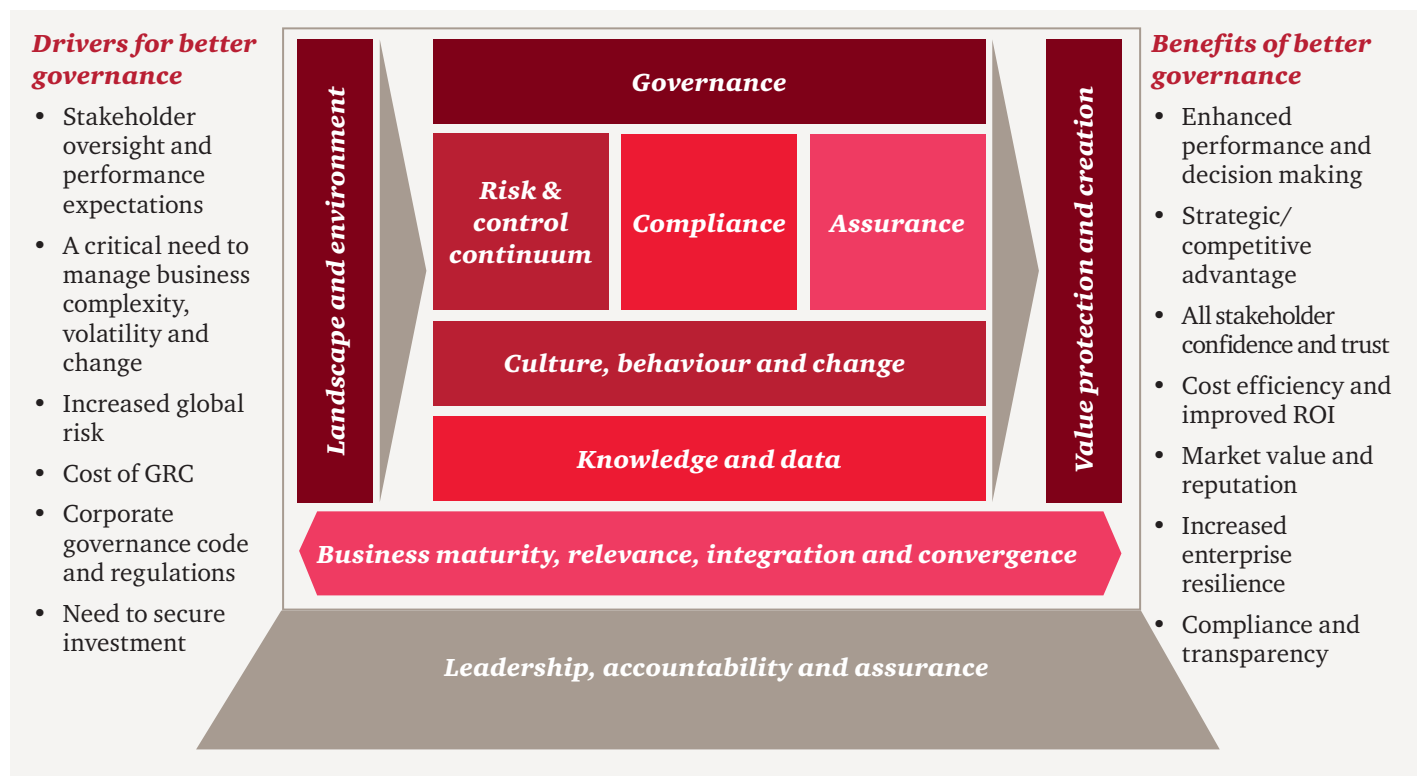 Drivers for better
governance
• Stakeholder
oversight and
performance
expectations
• A critical need to
manage business
complexity,
volatility and
change
• Increased global
risk
• Cost of GRC
• Corporate
governance code
and regulations
• Need to secure
investment
Landscape and environment
Governance
Risk &
control
continuum
Compliance
Assurance
Culture, behaviour and change
Knowledge and data
Value protection and creation
Business maturity, relevance, integration and convergence
Leadership, accountability and assurance
Benefits of better
governance
• Enhanced
performance and
decision making
• Strategic/
competitive
advantage
• All stakeholder
confidence and trust
• Cost efficiency and
improved ROI
• Market value and
reputation
• Increased
enterprise
resilience
• Compliance and
transparency